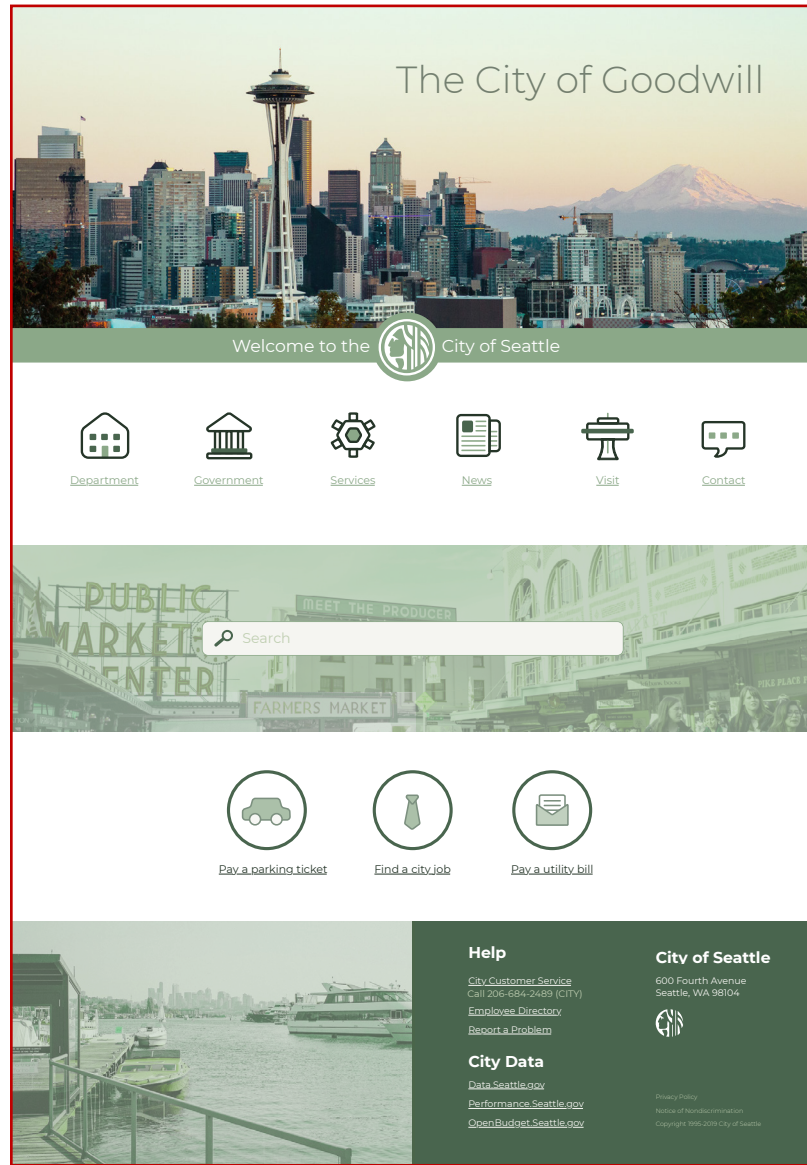 The City of Goodwill
Welcome to the City of Seattle
Department
Government
Services
News
Visit
Contact
PUBLIC
MARKET
CENTER
MEET THE PRODUCER
Search
FARMERS MARKET
PIKE PLACE
Pay a parking ticket
Find a city job
Pay a utility bill
Help
City Customer Service
Call 206-684-2489 (CITY)
Employee Directory
Report a Problem
City Data
Data.Seattle.gov
Performance.Seattle.gov
OpenBudget.Seattle.gov
City of Seattle
600 Fourth Avenue
Seattle, WA 98104
Privacy Policy
Notice of Nondiscrimination
Copyright 1995-2019 City of Seattle